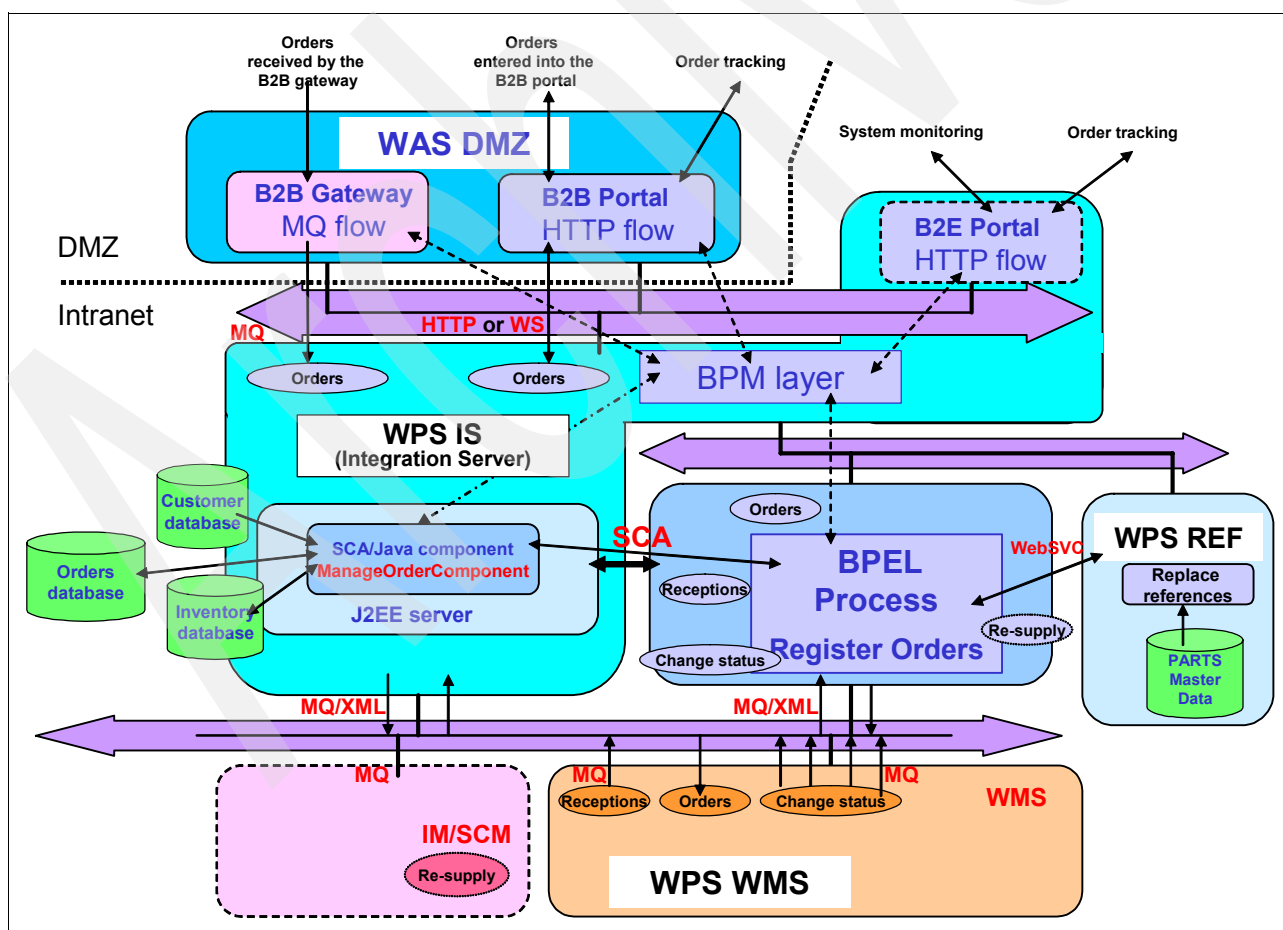 Orders
received by the
B2B gateway
Orders
entered into the
B2B portal
Order tracking
System monitoring
Order tracking
WAS DMZ
B2B Gateway
MQ flow
B2B Portal
HTTP flow
B2E Portal
HTTP flow
DMZ
Intranet
MQ
HTTP or WS
Orders
Orders
BPM layer
WPS IS
(Integration Server)
Customer
database
Orders
database
Inventory
database
SCA/Java component
ManageOrderComponent
J2EE server
SCA
Orders
Receptions
Change status
BPEL
Process
Register Orders
WebSVC
Re-supply
WPS REF
Replace
references
PARTS
Master
Data
MQ/XML
MQ/XML
MQ
MQ
MQ
Receptions
Orders
Change status
WMS
IM/SCM
Re-supply
WPS WMS